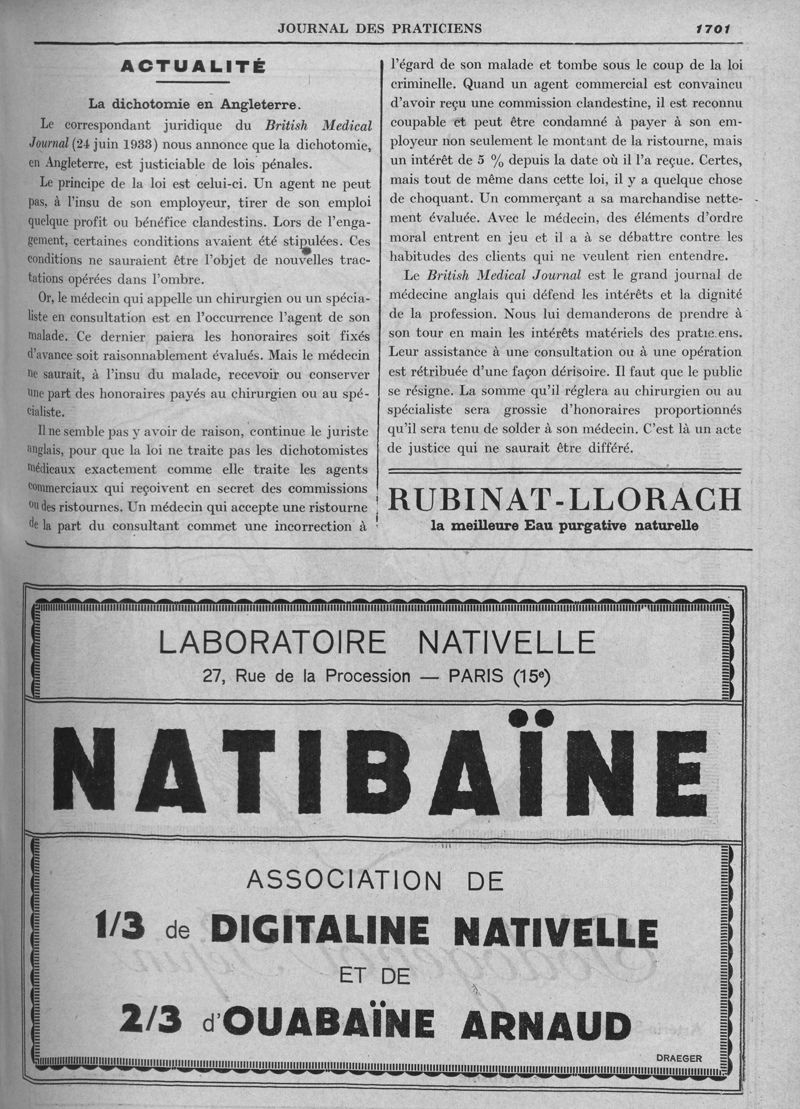 JOURNAL DES PRATICIENS
1701
ACTUALITÉ
La dichotomie en Angleterre.
Le correspondant juridique du British Medical
Journal (24 juin 1933) nous annonce que la dichotomie,
en Angleterre, est justiciable de lois pénales.
Le principe de la loi est celui-ci. Un agent ne peut
pas, à l'insu de son employeur, tirer de son emploi
quelque profit ou bénéfice clandestins. Lors de l'enga-
gement, certaines conditions avaient été stipulées. Ces
conditions ne sauraient être l'objet de nouvelles trac-
tations opérées dans l'ombre.
Or, le médecin qui appelle un chirurgien ou un spécia-
liste en consultation est en l'occurrence l'agent de son
malade. Ce dernier paiera les honoraires soit fixés
d'avance soit raisonnablement évalués. Mais le médecin
ne saurait, à l'insu du malade, recevoir ou conserver
une part des honoraires payés au chirurgien ou au spé-
cialiste.
Il ne semble pas y avoir de raison, continue le juriste
anglais, pour que la loi ne traite pas les dichotomistes
médicaux exactement comme elle traite les agents
commerciaux qui reçoivent en secret des commissions
ou des ristournes. Un médecin qui accepte une ristourne
de la part du consultant commet une incorrection à
l'égard de son malade et tombe sous le coup de la loi
criminelle. Quand un agent commercial est convaincu
d'avoir reçu une commission clandestine, il est reconnu
coupable et peut être condamné à payer à son em-
ployeur non seulement le montant de la ristourne, mais
un intérêt de 5 % depuis la date où il l'a reçue. Certes,
mais tout de même dans cette loi, il y a quelque chose
de choquant. Un commerçant a sa marchandise nette-
ment évaluée. Avec le médecin, des éléments d'ordre
moral entrent en jeu et il a à se débattre contre les
habitudes des clients qui ne veulent rien entendre.
Le British Medical Journal est le grand journal de
médecine anglais qui défend les intérêts et la dignité
de la profession. Nous lui demanderons de prendre à
son tour en main les intérêts matériels des pratic ens.
Leur assistance à une consultation ou à une opération
est rétribuée d'une façon dérisoire. Il faut que le public
se résigne. La somme qu'il réglera au chirurgien ou au
spécialiste sera grossie d'honoraires proportionnés
qu'il sera tenu de solder à son médecin. C'est là un acte
de justice qui ne saurait être différé.
RUBINAT-LLORACH
la meilleure Eau purgative naturelle
LABORATOIRE NATIVELLE
27, Rue de la Procession — PARIS (15e)
NATIBAÏNE
ASSOCIATION DE
1/3 de DIGITALINE NATIVELLE
ET DE
2/3 d'OUABAÏNE ARNAUD
DRAEGER